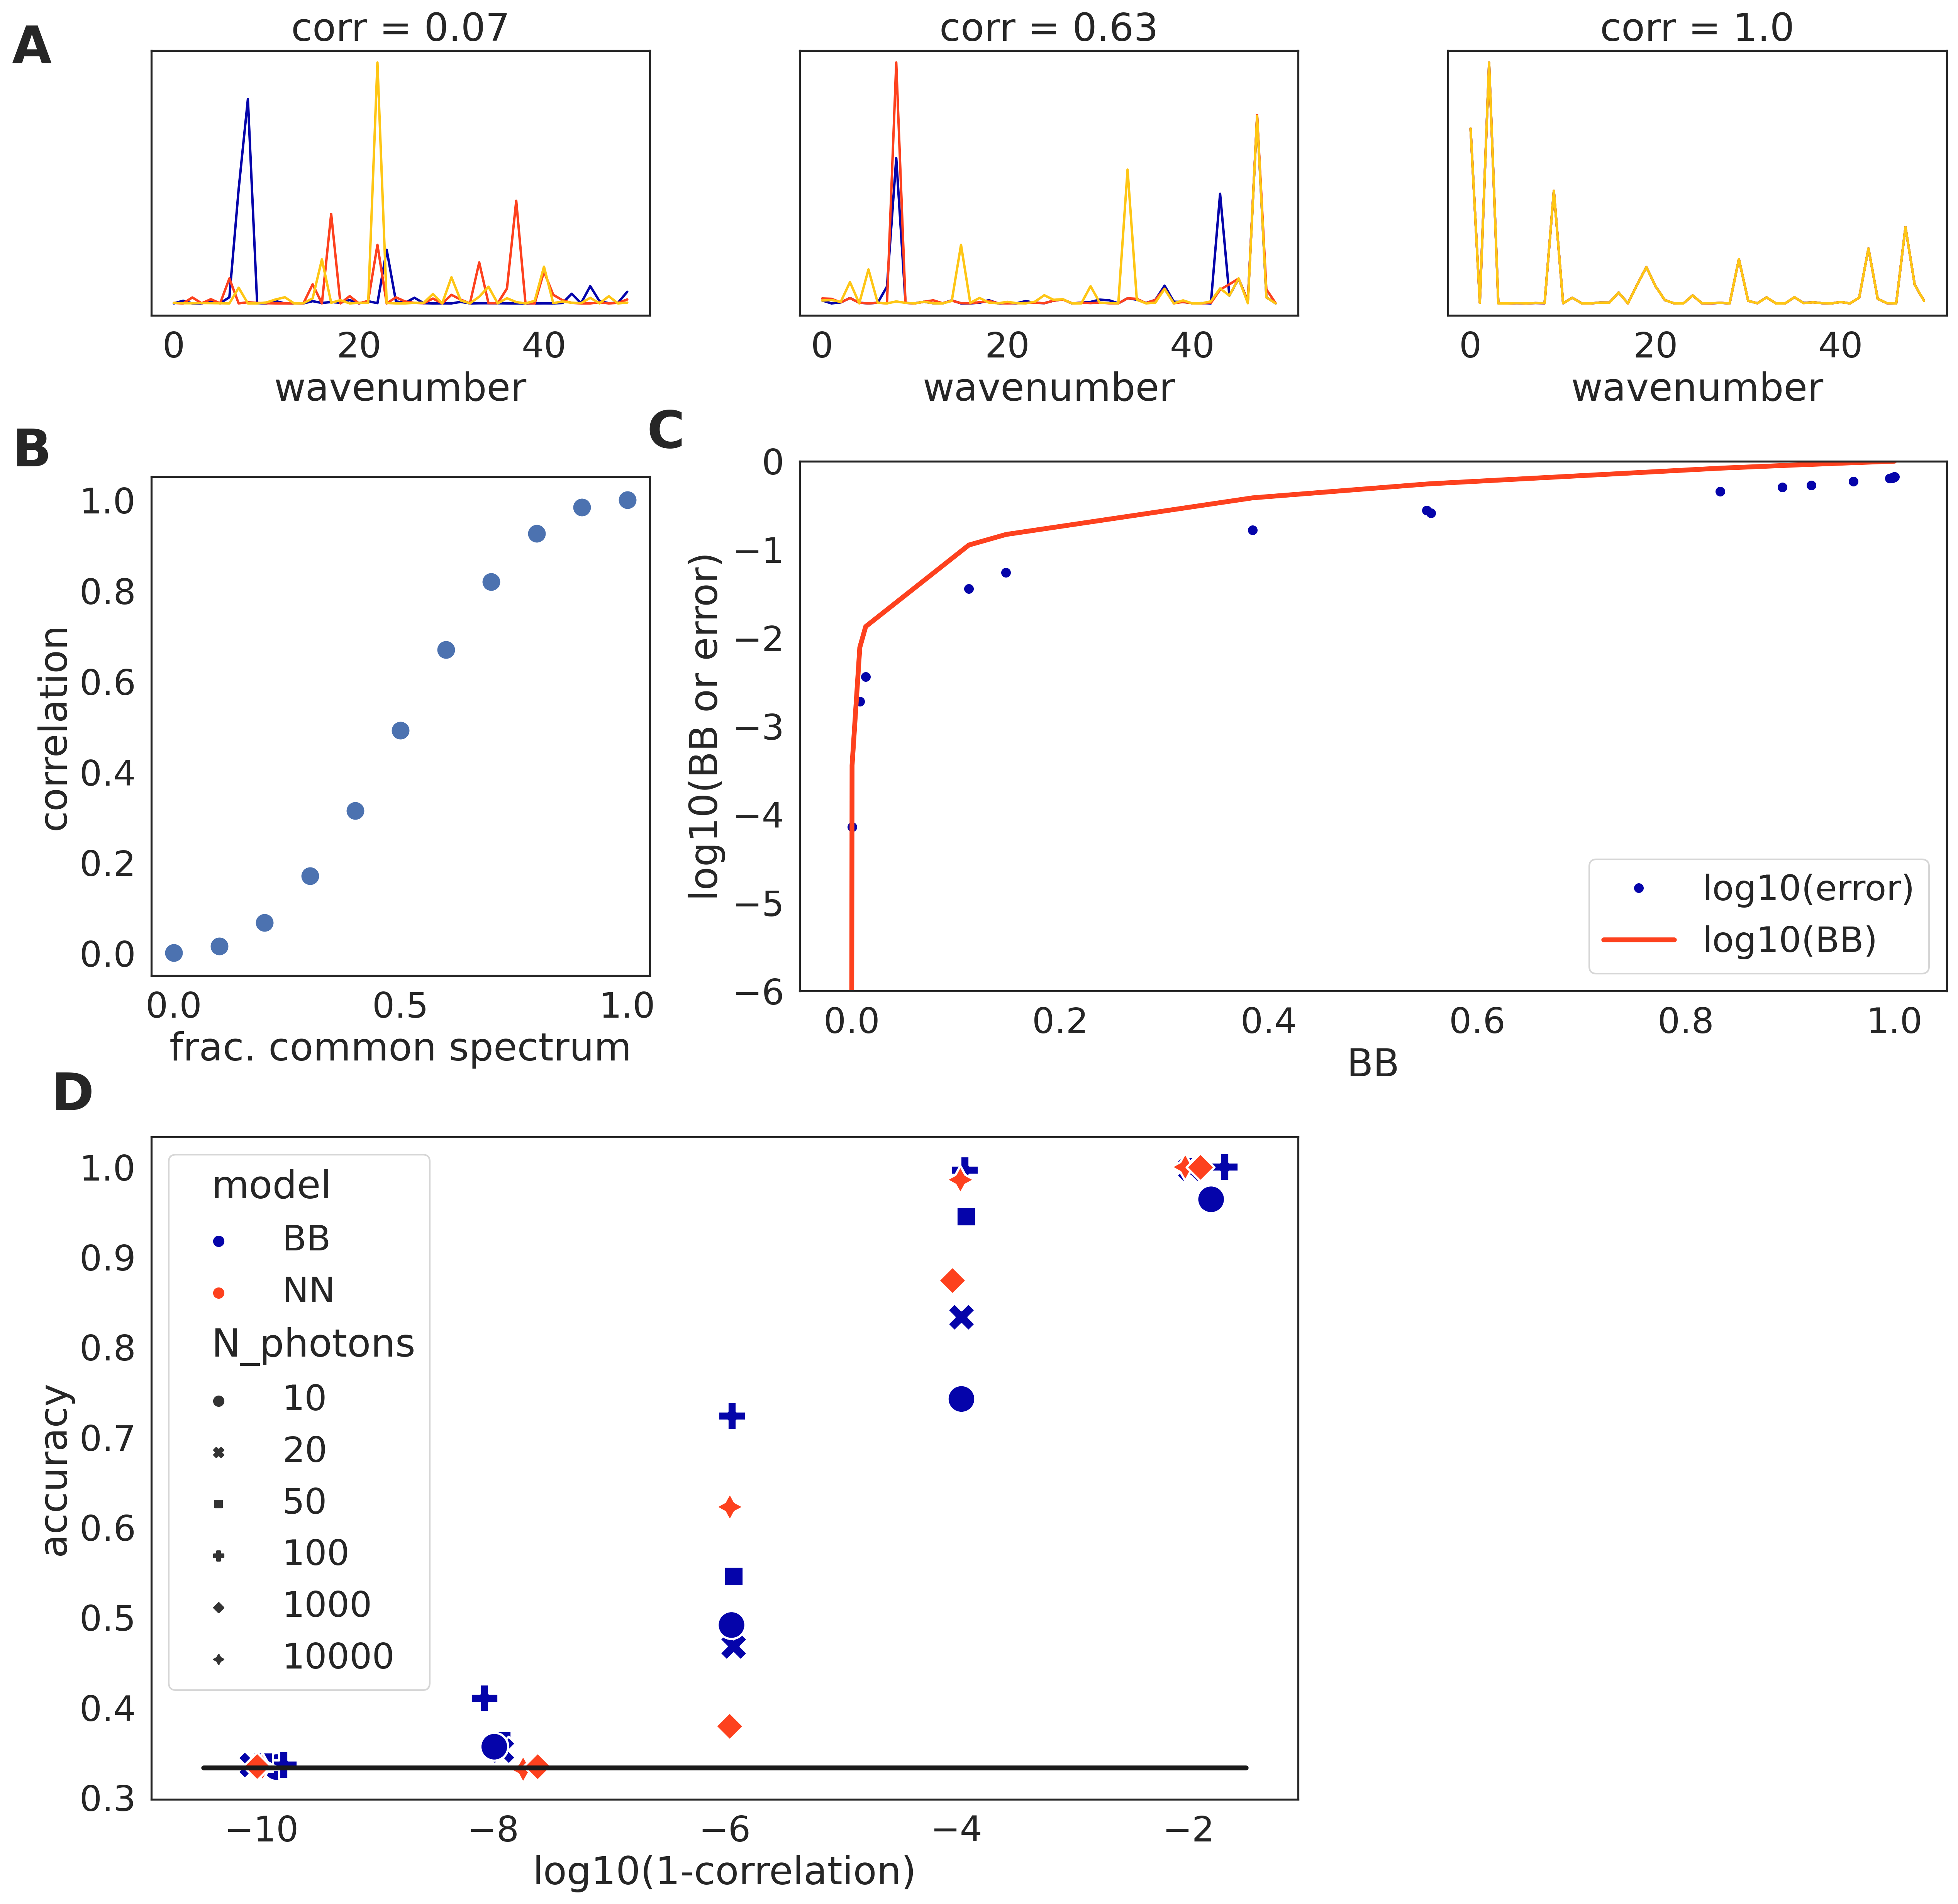 A
corr = 0.07
corr = 0.63
corr = 1.0
0 20 40
0 20 40
0 20 40
wavenumber
wavenumber
wavenumber
B
1.0
0.8
0.6
0.4
0.2
0.0
correlation
0.0 0.5 1.0
frac. common spectrum
C
0
−1
−2
−3
−4
−5
−6
log10(BB or error)
log10(error)
log10(BB)
0.0 0.2 0.4 0.6 0.8 1.0
BB
D
1.0
0.9
0.8
0.7
0.6
0.5
0.4
0.3
accuracy
model
BB
NN
N_photons
10
20
50
100
1000
10000
−10 −8 −6 −4 −2
log10(1-correlation)